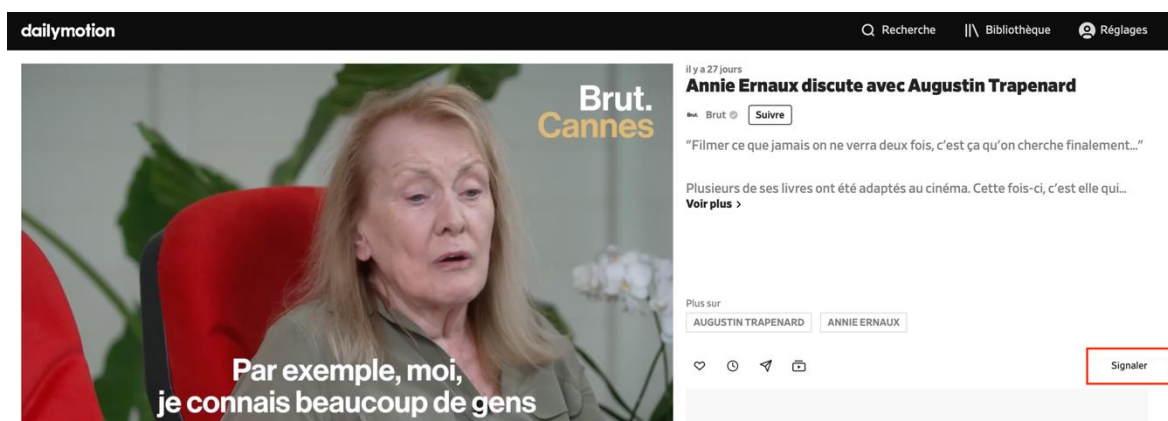 dailymotion
Recherche
Bibliothèque
Réglages
Brut.
Cannes
Par exemple, moi,
je connais beaucoup de gens
il y a 27 jours
Annie Ernaux discute avec Augustin Trapenard
Brut. Brut Suivre
"Filmer ce que jamais on ne verra deux fois, c'est ça qu'on cherche finalement..."
Plusieurs de ses livres ont été adaptés au cinéma. Cette fois-ci, c'est elle qui...
Voir plus >
Plus sur
AUGUSTIN TRAPENARD
ANNIE ERNAUX
Signaler